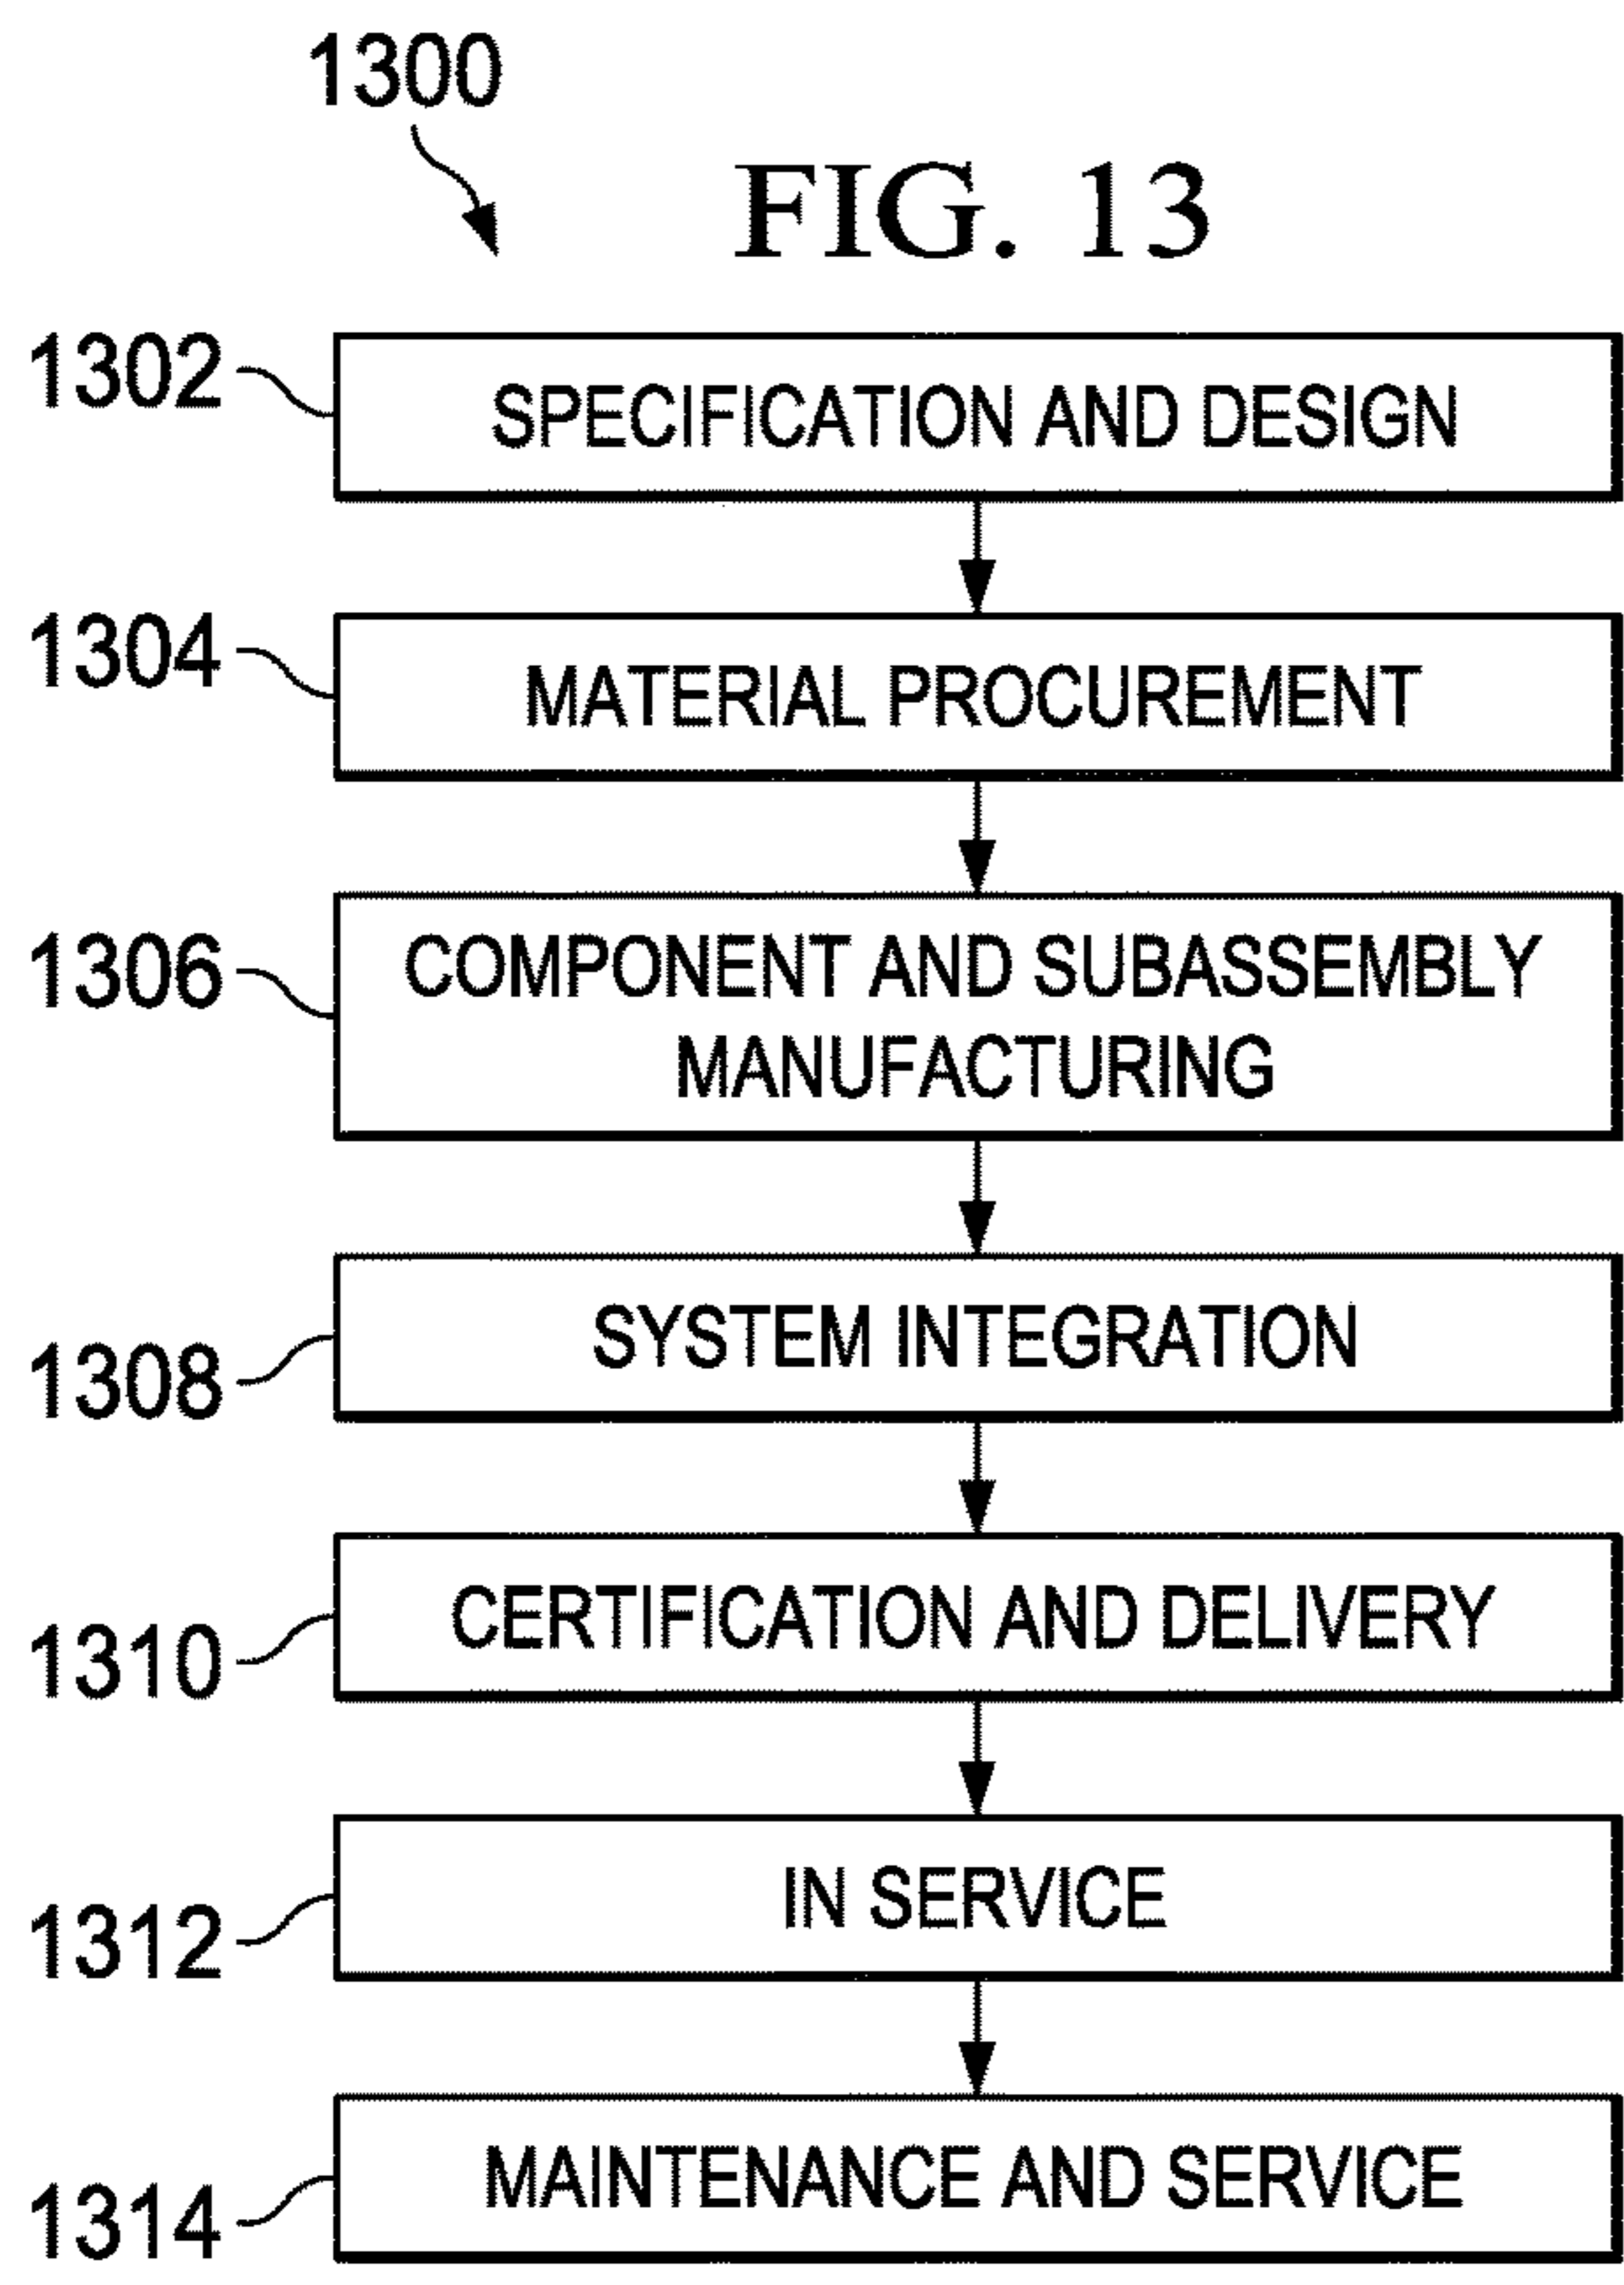 1300
FIG. 13
1302
SPECIFICATION AND DESIGN
1304
MATERIAL PROCUREMENT
1306
COMPONENT AND SUBASSEMBLY
MANUFACTURING
1308
SYSTEM INTEGRATION
1310
CERTIFICATION AND DELIVERY
1312
IN SERVICE
1314
MAINTENANCE AND SERVICE